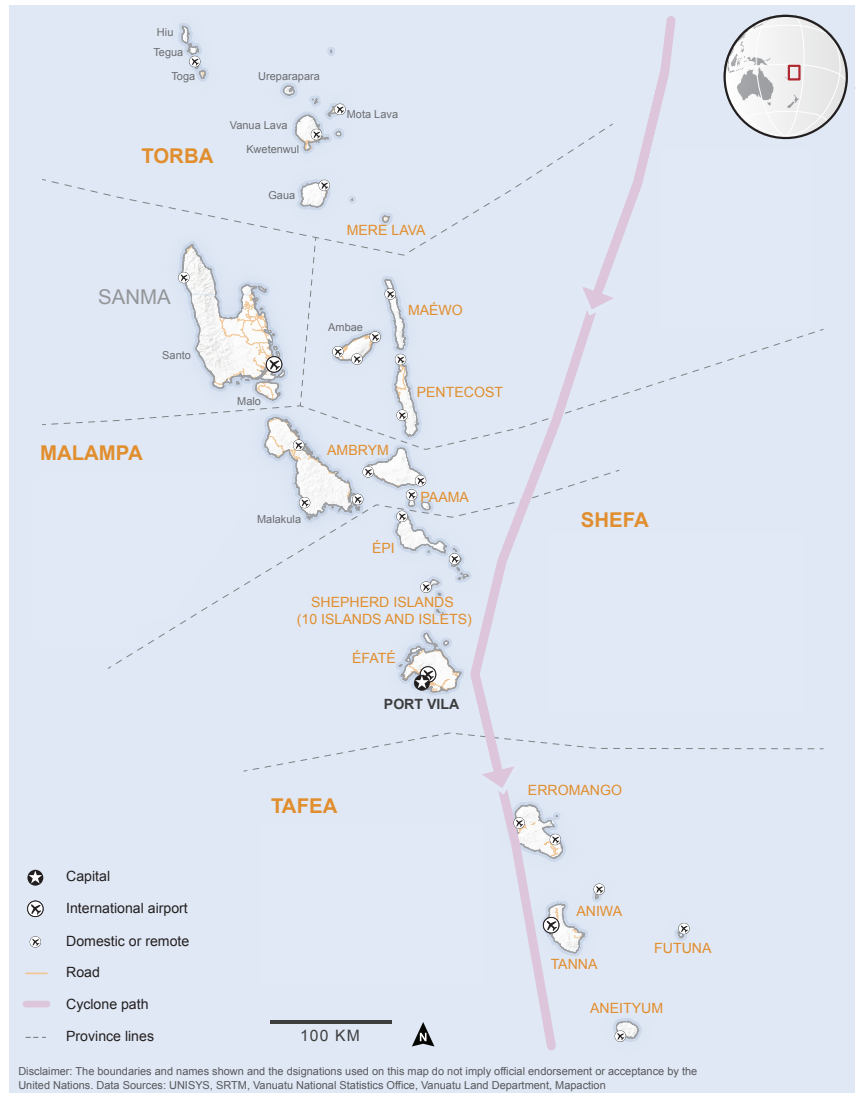 Hiu
Tegua
Toga
Ureparapara
Mota Lava
Vanua Lava
Kwetenwul
TORBA
Gaua
MERE LAVA
SANMA
MAÉWO
Ambae
Santo
PENTECOST
Malo
MALAMPA
AMBRYM
PAAMA
Malakula
SHEFA
ÉPI
SHEPHERD ISLANDS
(10 ISLANDS AND ISLETS)
ÉFATÉ
PORT VILA
TAFEA
ERROMANGO
ANIWA
FUTUNA
TANNA
ANEITYUM
Capital
International airport
Domestic or remote
Road
Cyclone path
Province lines
100 KM
N
Disclaimer: The boundaries and names shown and the dsignations used on this map do not imply official endorsement or acceptance by the
United Nations. Data Sources: UNISYS, SRTM, Vanuatu National Statistics Office, Vanuatu Land Department, Mapaction